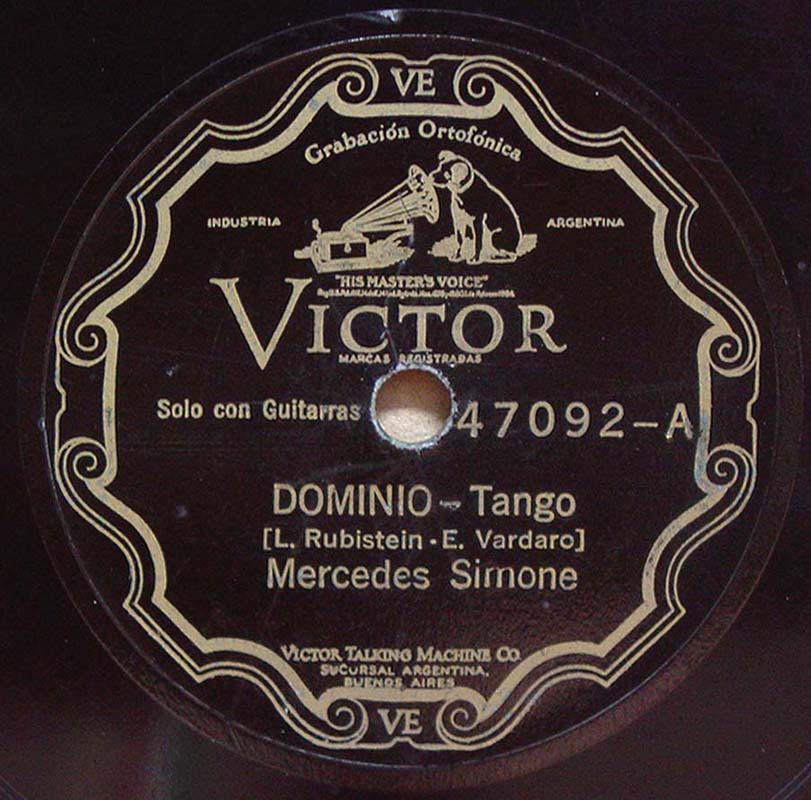 VE
Grabación Ortofónica
INDUSTRIA ARGENTINA
"HIS MASTER'S VOICE"
VICTOR
MARCAS REGISTRADAS
Solo con Guitarras 47092-A
DOMINIO - Tango
[L. Rubistein · E. Vardaro]
Mercedes Simone
VICTOR TALKING MACHINE CO.
SUCURSAL ARGENTINA,
BUENOS AIRES
VE